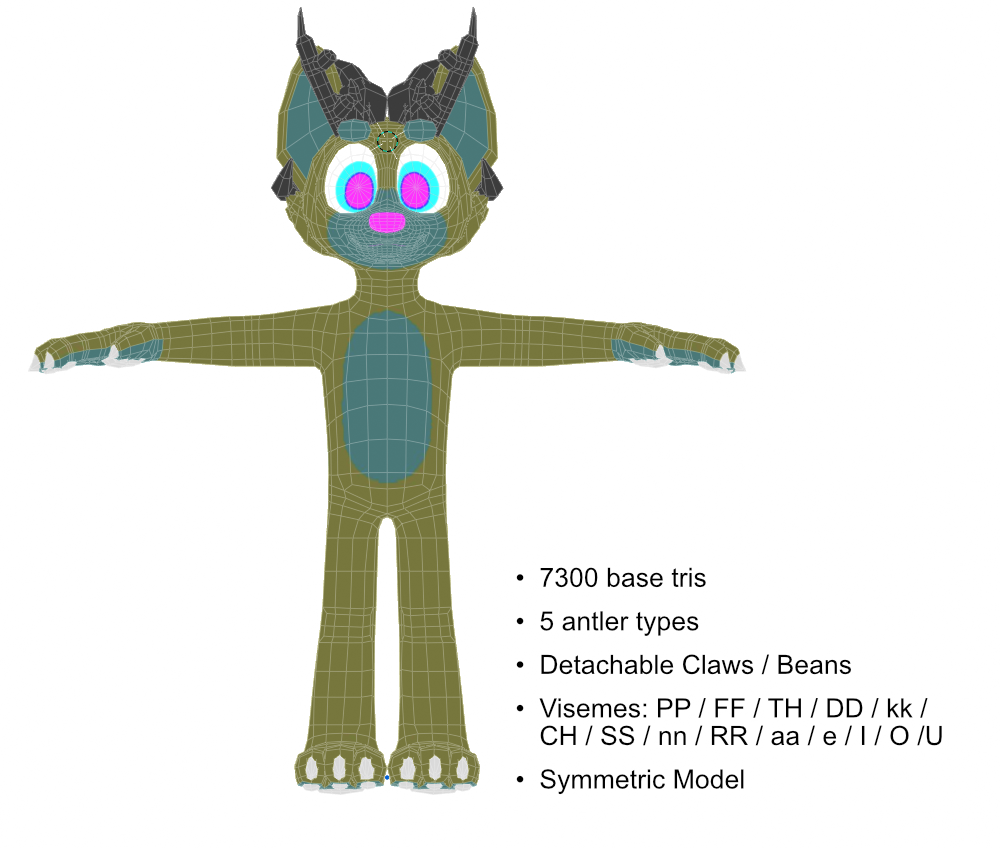 • 7300 base tris
• 5 antler types
• Detachable Claws / Beans
• Visemes: PP / FF / TH / DD / kk /
CH / SS / nn / RR / aa / e / I / O /U
• Symmetric Model